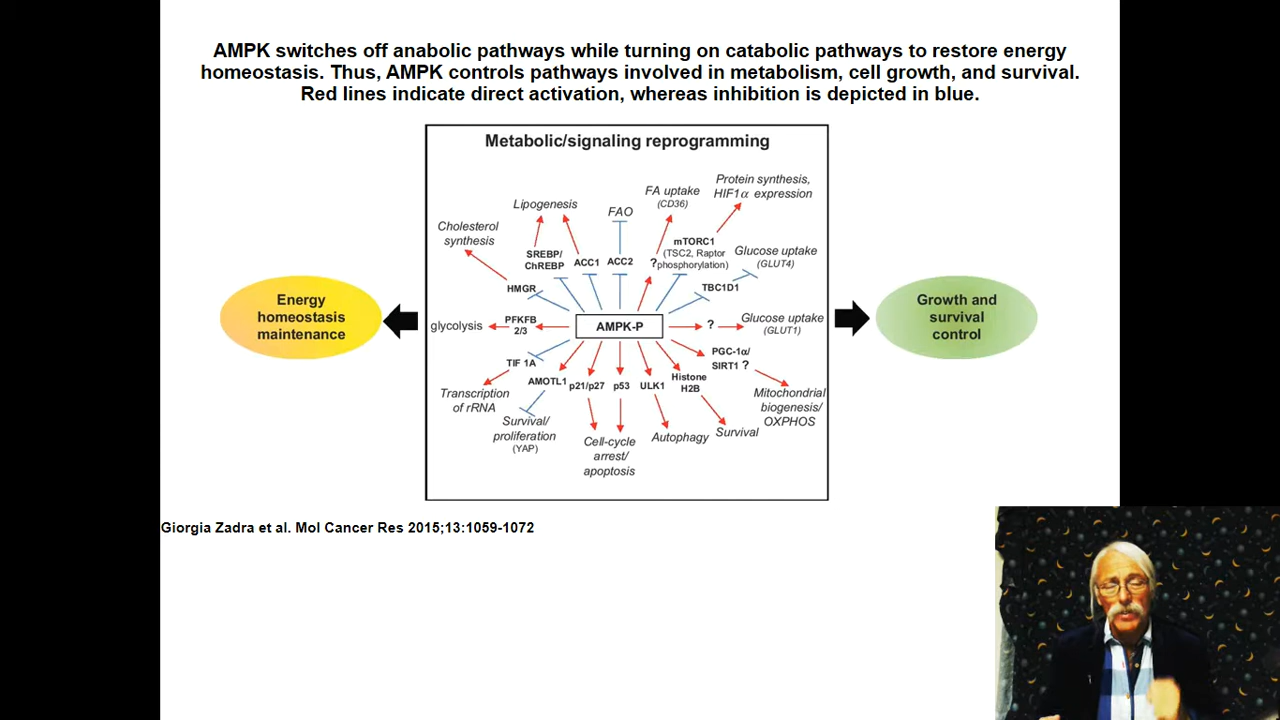 AMPK switches off anabolic pathways while turning on catabolic pathways to restore energy
homeostasis. Thus, AMPK controls pathways involved in metabolism, cell growth, and survival.
Red lines indicate direct activation, whereas inhibition is depicted in blue.
Metabolic/signaling reprogramming
Protein synthesis,
HIF1α expression
FA uptake
(CD36)
Lipogenesis
FAO
Cholesterol
synthesis
mTORC1
(TSC2, Raptor
phosphorylation)
?
Glucose uptake
(GLUT4)
SREBP/
ChREBP
ACC1
ACC2
HMGR
TBC1D1
Energy
homeostasis
maintenance
Growth and
survival
control
glycolysis
PFKFB
2/3
AMPK-P
?
Glucose uptake
(GLUT1)
TIF 1A
PGC-1α/
SIRT1 ?
AMOTL1
p21/p27
p53
ULK1
Histone
H2B
Transcription
of rRNA
Mitochondrial
biogenesis/
OXPHOS
Survival/
proliferation
(YAP)
Cell-cycle
arrest/
apoptosis
Autophagy
Survival
Giorgia Zadra et al. Mol Cancer Res 2015;13:1059-1072